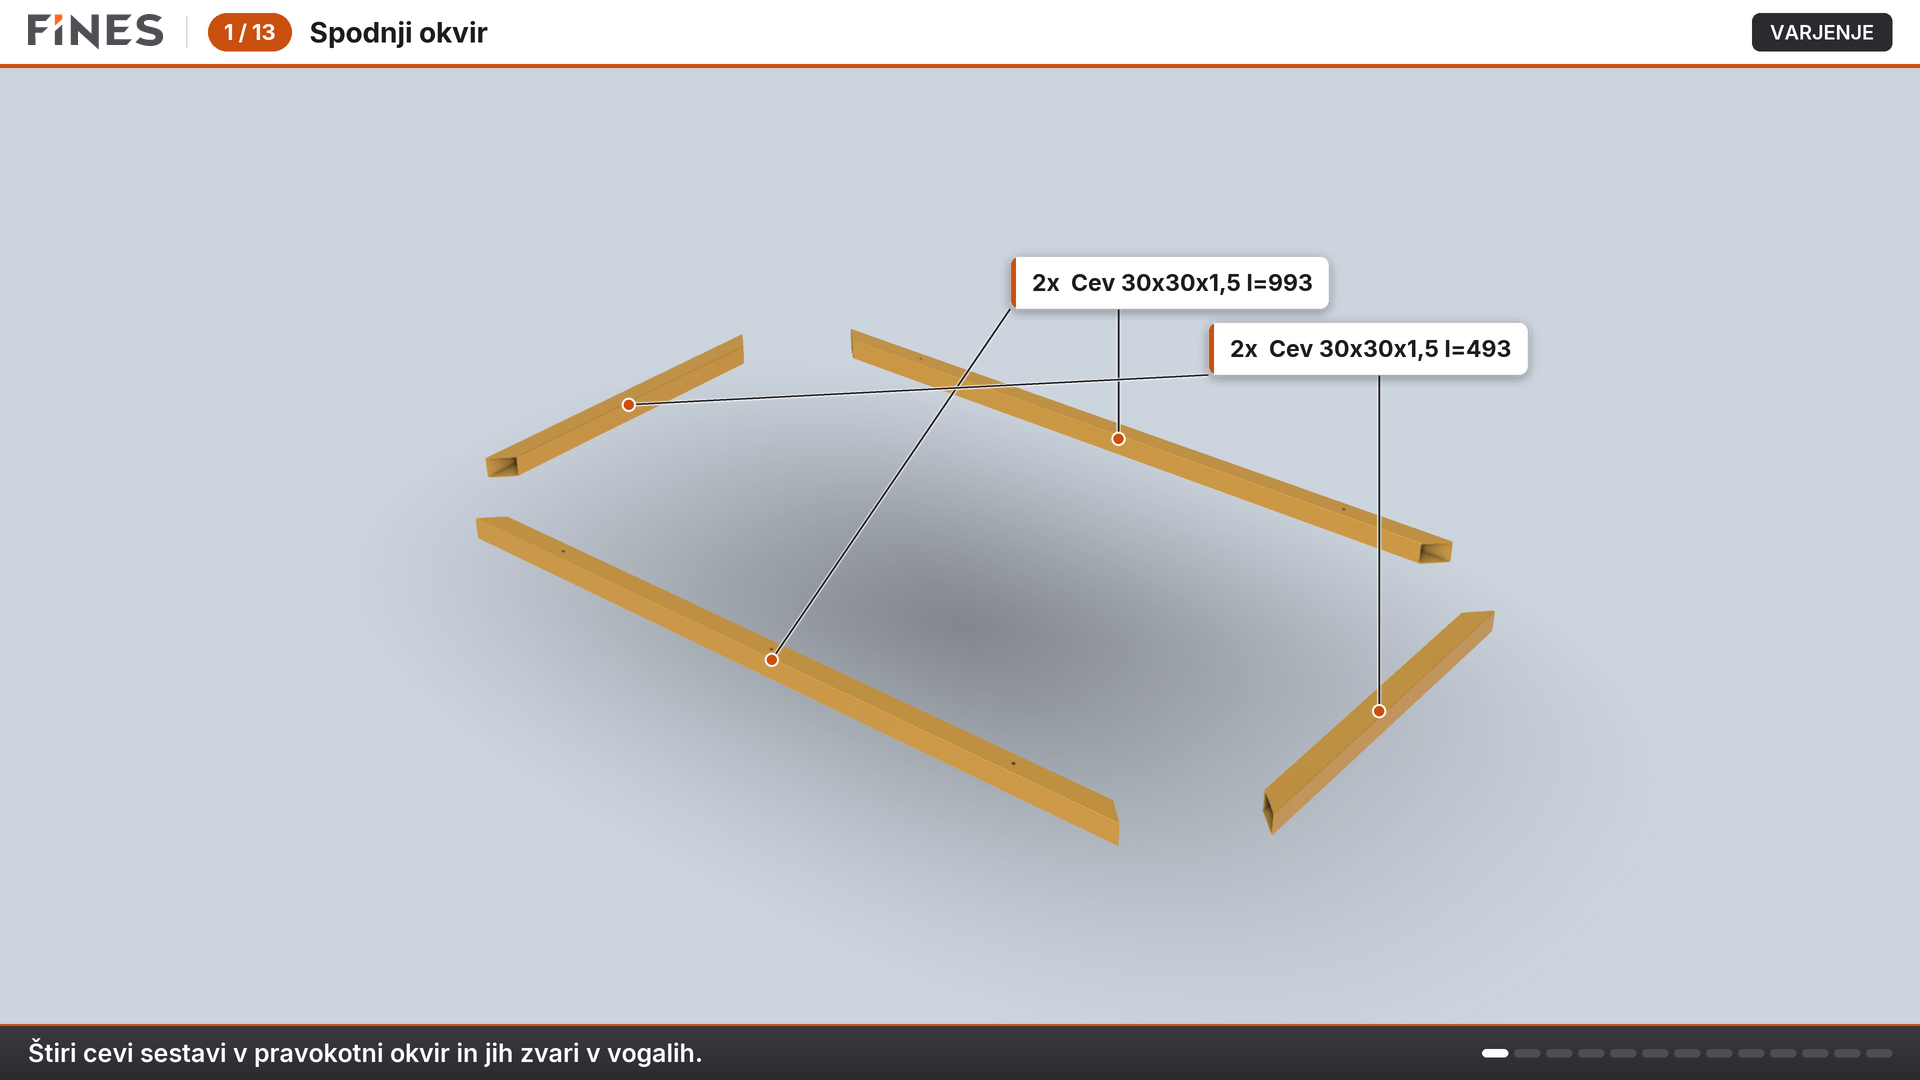 FINES
1 / 13
Spodnji okvir
VARJENJE
2x Cev 30x30x1,5 l=993
2x Cev 30x30x1,5 l=493
Štiri cevi sestavi v pravokotni okvir in jih zvari v vogalih.